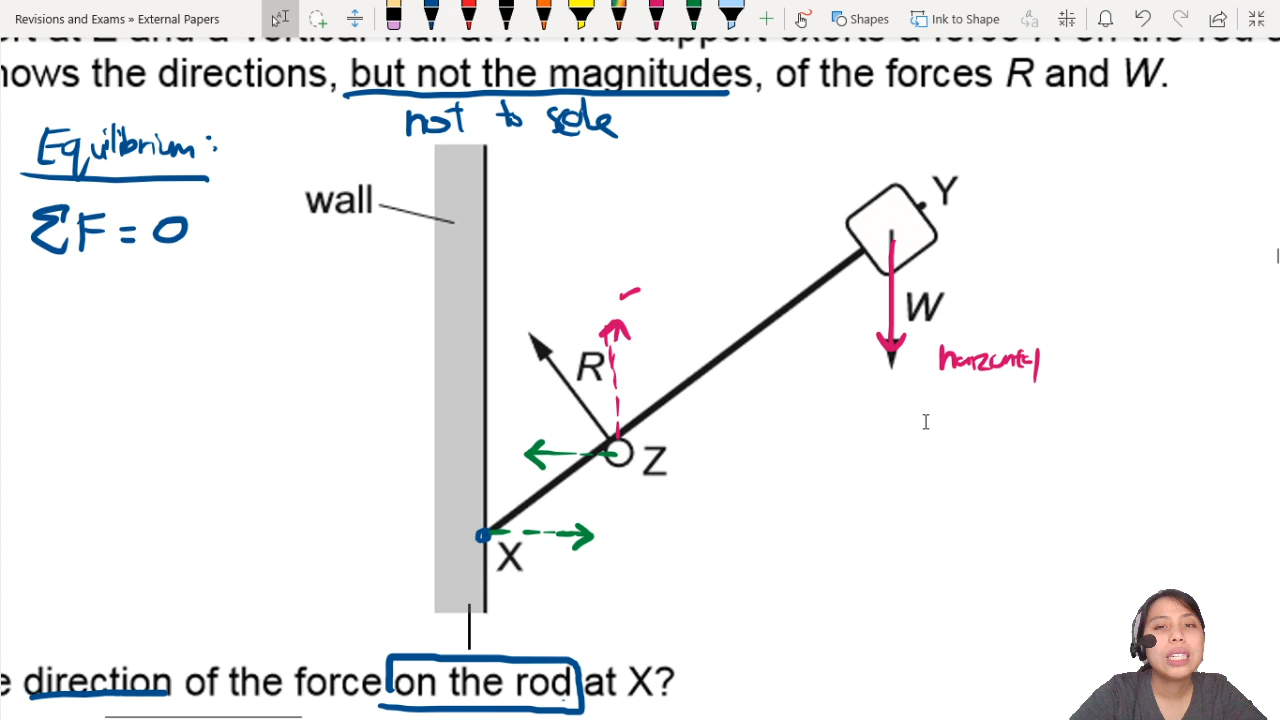 Revisions and Exams » External Papers
Shapes
Ink to Shape
hows the directions, but not the magnitudes, of the forces R and W.
not to scle
Equilibrium:
ΣF = 0
wall
Y
W
R
horizontal
Z
X
e direction of the force on the rod at X?